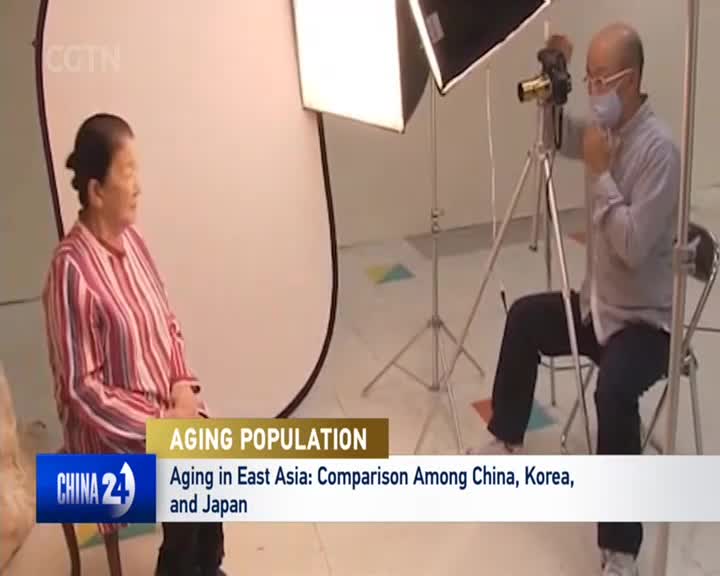 CGTN
AGING POPULATION
Aging in East Asia: Comparison Among China, Korea,
and Japan
CHINA 24